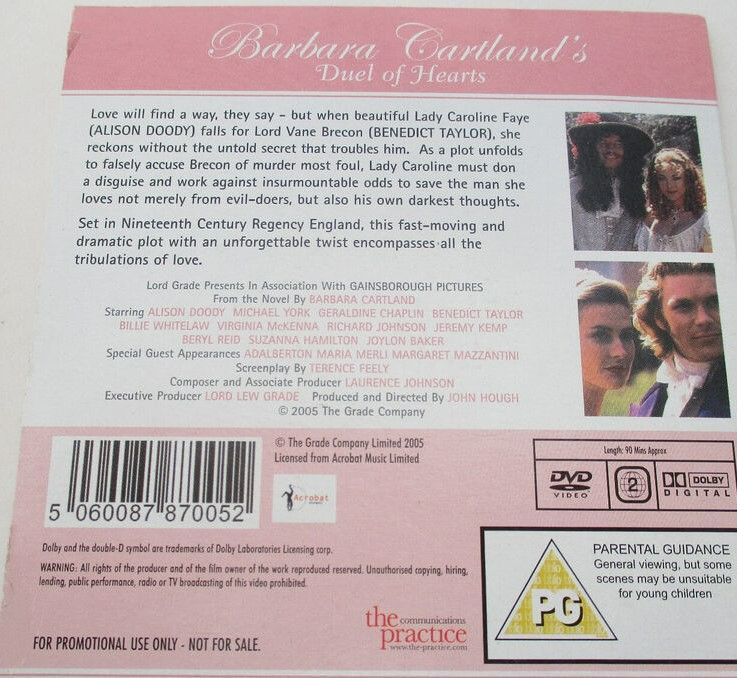 Barbara Cartland's
Duel of Hearts
Love will find a way, they say - but when beautiful Lady Caroline Faye
(ALISON DOODY) falls for Lord Vane Brecon (BENEDICT TAYLOR), she
reckons without the untold secret that troubles him. As a plot unfolds
to falsely accuse Brecon of murder most foul, Lady Caroline must don
a disguise and work against insurmountable odds to save the man she
loves not merely from evil-doers, but also his own darkest thoughts.
Set in Nineteenth Century Regency England, this fast-moving and
dramatic plot with an unforgettable twist encompasses all the
tribulations of love.
Lord Grade Presents In Association With GAINSBOROUGH PICTURES
From the Novel By BARBARA CARTLAND
Starring ALISON DOODY MICHAEL YORK GERALDINE CHAPLIN BENEDICT TAYLOR
BILLIE WHITELAW VIRGINIA McKENNA RICHARD JOHNSON JEREMY KEMP
BERYL REID SUZANNA HAMILTON JOYLON BAKER
Special Guest Appearances ADALBERTON MARIA MERLI MARGARET MAZZANTINI
Screenplay By TERENCE FEELY
Composer and Associate Producer LAURENCE JOHNSON
Executive Producer LORD LEW GRADE Produced and Directed By JOHN HOUGH
© 2005 The Grade Company
© The Grade Company Limited 2005
Licensed from Acrobat Music Limited
Acrobat
5 060087 870052
Length: 90 Mins Approx
DVD
VIDEO
2
DOLBY
DIGITAL
Dolby and the double-D symbol are trademarks of Dolby Laboratories Licensing corp.
WARNING: All rights of the producer and of the film owner of the work reproduced reserved. Unauthorised copying, hiring,
lending, public performance, radio or TV broadcasting of this video prohibited.
the communications
practice
www.the-practice.com
FOR PROMOTIONAL USE ONLY - NOT FOR SALE.
PG
PARENTAL GUIDANCE
General viewing, but some
scenes may be unsuitable
for young children